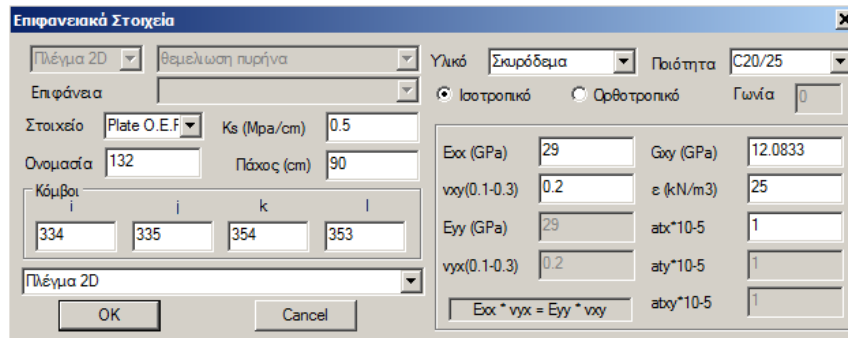 Επιφανειακά Στοιχεία
Πλέγμα 2D θεμελιωση πυρήνα
Επιφάνεια
Στοιχείο Plate O.E.F Ks (Mpa/cm) 0.5
Ονομασία 132 Πάχος (cm) 90
Κόμβοι
i j k l
334 335 354 353
Πλέγμα 2D
OK Cancel
Υλικό Σκυρόδεμα Ποιότητα C20/25
Ισοτροπικό Ορθοτροπικό Γωνία 0
Exx (GPa) 29 Gxy (GPa) 12.0833
vxy(0.1-0.3) 0.2 ε (kN/m3) 25
Eyy (GPa) 29 atx*10-5 1
vyx(0.1-0.3) 0.2 aty*10-5 1
Exx * vyx = Eyy * vxy atxy*10-5 1